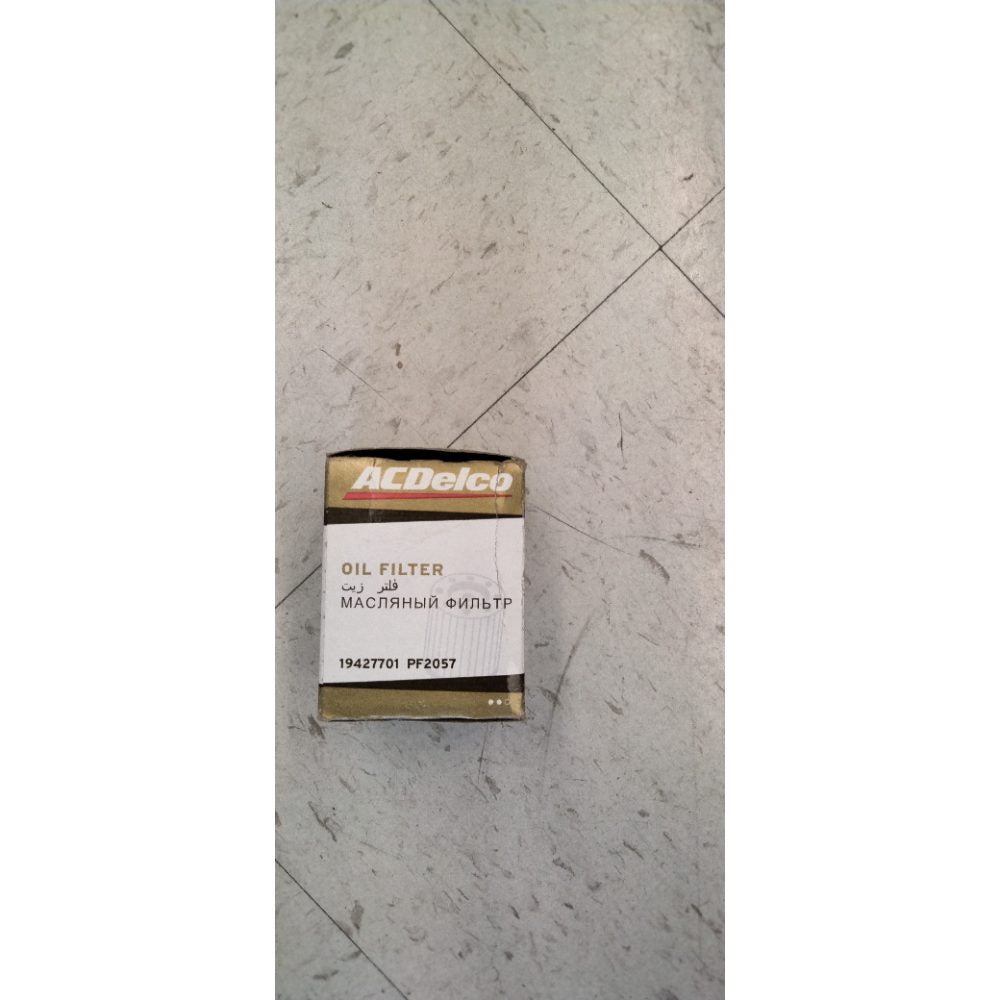 ACDelco
OIL FILTER
فلتر زيت
МАСЛЯНЫЙ ФИЛЬТР
19427701 PF2057